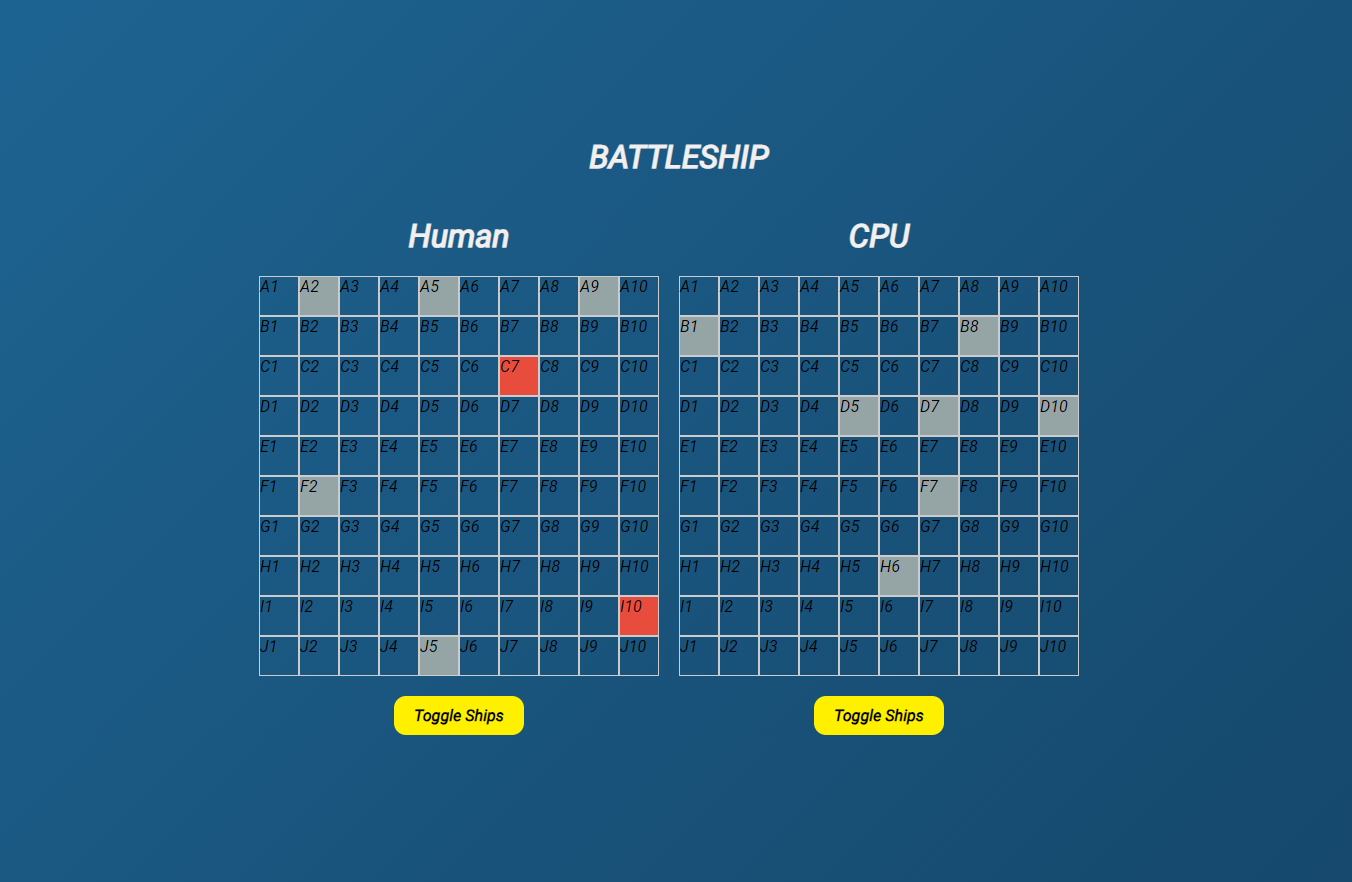 BATTLESHIP
Human
CPU
A1 A2 A3 A4 A5 A6 A7 A8 A9 A10
B1 B2 B3 B4 B5 B6 B7 B8 B9 B10
C1 C2 C3 C4 C5 C6 C7 C8 C9 C10
D1 D2 D3 D4 D5 D6 D7 D8 D9 D10
E1 E2 E3 E4 E5 E6 E7 E8 E9 E10
F1 F2 F3 F4 F5 F6 F7 F8 F9 F10
G1 G2 G3 G4 G5 G6 G7 G8 G9 G10
H1 H2 H3 H4 H5 H6 H7 H8 H9 H10
I1 I2 I3 I4 I5 I6 I7 I8 I9 I10
J1 J2 J3 J4 J5 J6 J7 J8 J9 J10
A1 A2 A3 A4 A5 A6 A7 A8 A9 A10
B1 B2 B3 B4 B5 B6 B7 B8 B9 B10
C1 C2 C3 C4 C5 C6 C7 C8 C9 C10
D1 D2 D3 D4 D5 D6 D7 D8 D9 D10
E1 E2 E3 E4 E5 E6 E7 E8 E9 E10
F1 F2 F3 F4 F5 F6 F7 F8 F9 F10
G1 G2 G3 G4 G5 G6 G7 G8 G9 G10
H1 H2 H3 H4 H5 H6 H7 H8 H9 H10
I1 I2 I3 I4 I5 I6 I7 I8 I9 I10
J1 J2 J3 J4 J5 J6 J7 J8 J9 J10
Toggle Ships
Toggle Ships